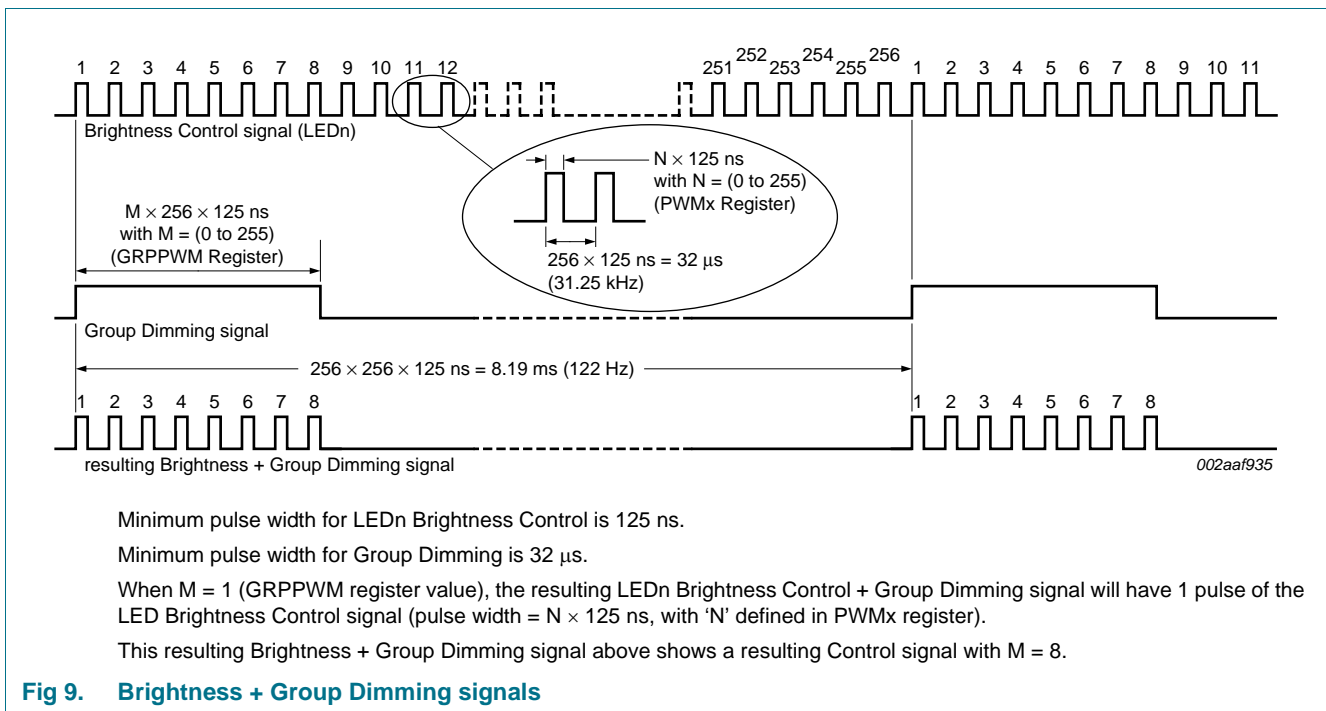 1 2 3 4 5 6 7 8 9 10 11 12 251 252 253 254 255 256 1 2 3 4 5 6 7 8 9 10 11
Brightness Control signal (LEDn)
N × 125 ns
with N = (0 to 255)
(PWMx Register)
256 × 125 ns = 32 μs
(31.25 kHz)
M × 256 × 125 ns
with M = (0 to 255)
(GRPPWM Register)
Group Dimming signal
256 × 256 × 125 ns = 8.19 ms (122 Hz)
1 2 3 4 5 6 7 8 1 2 3 4 5 6 7 8
resulting Brightness + Group Dimming signal
002aaf935
Minimum pulse width for LEDn Brightness Control is 125 ns.
Minimum pulse width for Group Dimming is 32 μs.
When M = 1 (GRPPWM register value), the resulting LEDn Brightness Control + Group Dimming signal will have 1 pulse of the
LED Brightness Control signal (pulse width = N × 125 ns, with ‘N’ defined in PWMx register).
This resulting Brightness + Group Dimming signal above shows a resulting Control signal with M = 8.
Fig 9. Brightness + Group Dimming signals